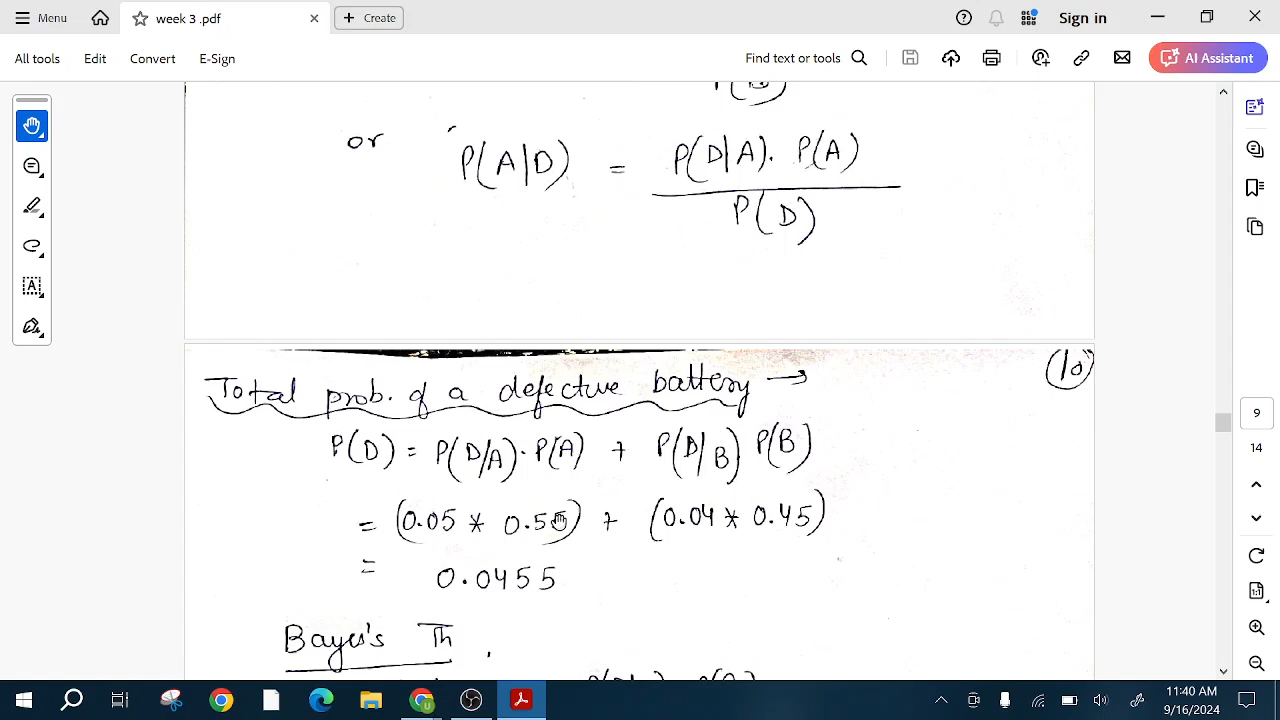 Menu
week 3 .pdf
Create
Sign in
All tools
Edit
Convert
E-Sign
Find text or tools
AI Assistant
or P(A|D) = P(D|A). P(A)
P(D)
(10)
Total prob. of a defective battery →
P(D) = P(D/A)·P(A) + P(D/B) P(B)
= (0.05 * 0.55) + (0.04 * 0.45)
= 0.0455
Bayes's Th
9
14
11:40 AM
9/16/2024